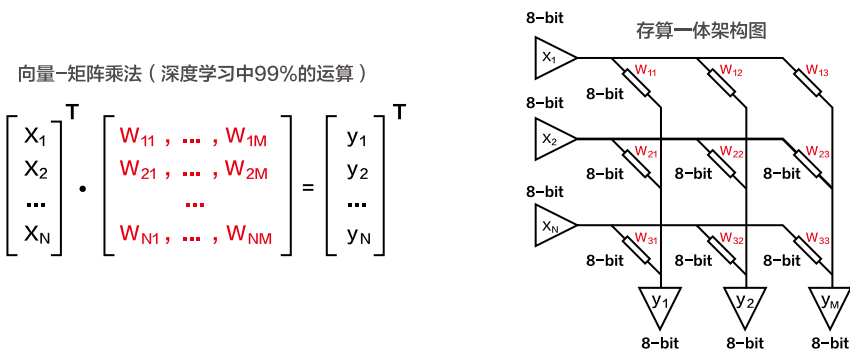 向量-矩阵乘法（深度学习中99%的运算）
X1
X2
...
XN
T
·
W11 , ... , W1M
W21 , ... , W2M
...
WN1 , ... , WNM
=
y1
y2
...
yN
T
存算一体架构图
8-bit
X1
W11
W12
W13
8-bit
8-bit
X2
W21
W22
W23
8-bit
8-bit
8-bit
8-bit
XN
W31
W32
W33
8-bit
8-bit
8-bit
y1
y2
yM
8-bit
8-bit
8-bit